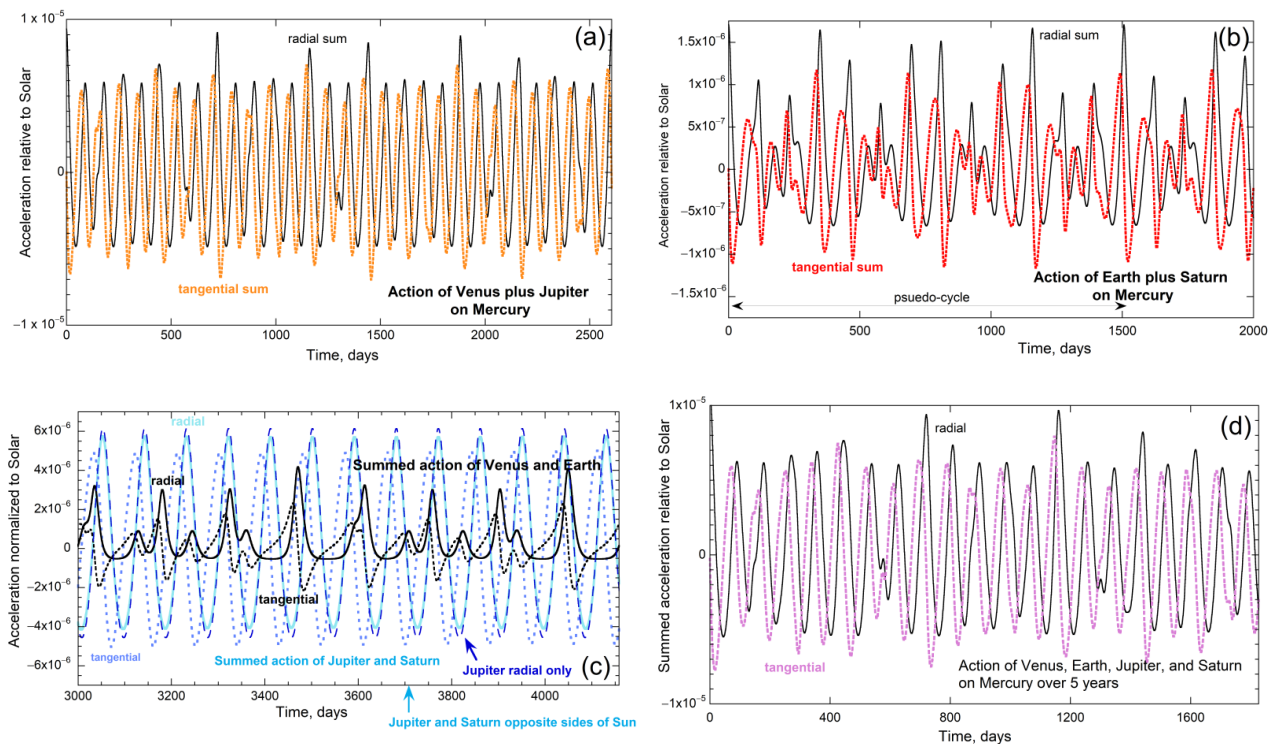 (a)
1 x 10⁻⁵
radial sum
Acceleration relative to Solar
0
tangential sum
Action of Venus plus Jupiter
on Mercury
−1 x 10⁻⁵
0 500 1000 1500 2000 2500
Time, days
(b)
1.5x10⁻⁶
radial sum
1x10⁻⁶
5x10⁻⁷
Acceleration relative to Solar
0
−5x10⁻⁷
−1x10⁻⁶
tangential sum
Action of Earth plus Saturn
on Mercury
−1.5x10⁻⁶
psuedo-cycle
0 500 1000 1500 2000
Time, days
radial
6x10⁻⁶
Summed action of Venus and Earth
4x10⁻⁶
radial
2x10⁻⁶
Acceleration normalized to Solar
0
−2x10⁻⁶
tangential
−4x10⁻⁶
tangential
Summed action of Jupiter and Saturn
Jupiter radial only
(c)
−6x10⁻⁶
3000 3200 3400 3600 3800 4000
Time, days
Jupiter and Saturn opposite sides of Sun
1x10⁻⁵
radial
(d)
Summed acceleration relative to Solar
0
tangential
Action of Venus, Earth, Jupiter, and Saturn
on Mercury over 5 years
−1x10⁻⁵
0 400 800 1200 1600
Time, days